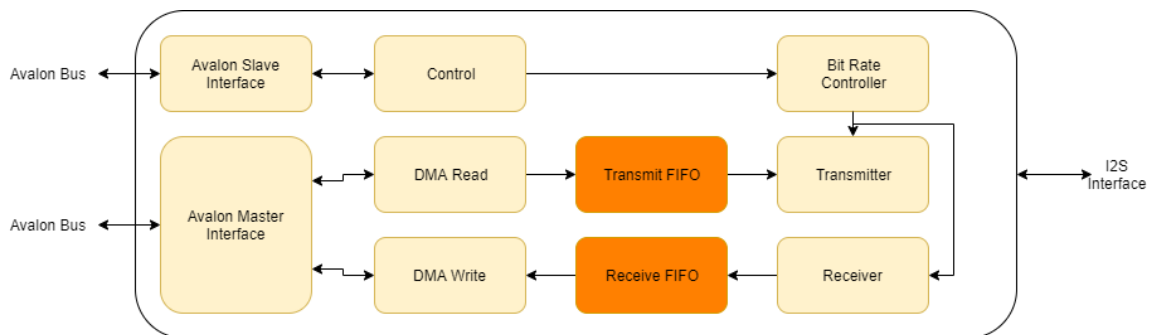 Avalon Bus
Avalon Slave
Interface
Control
Bit Rate
Controller
Avalon Bus
Avalon Master
Interface
DMA Read
Transmit FIFO
Transmitter
DMA Write
Receive FIFO
Receiver
I2S
Interface